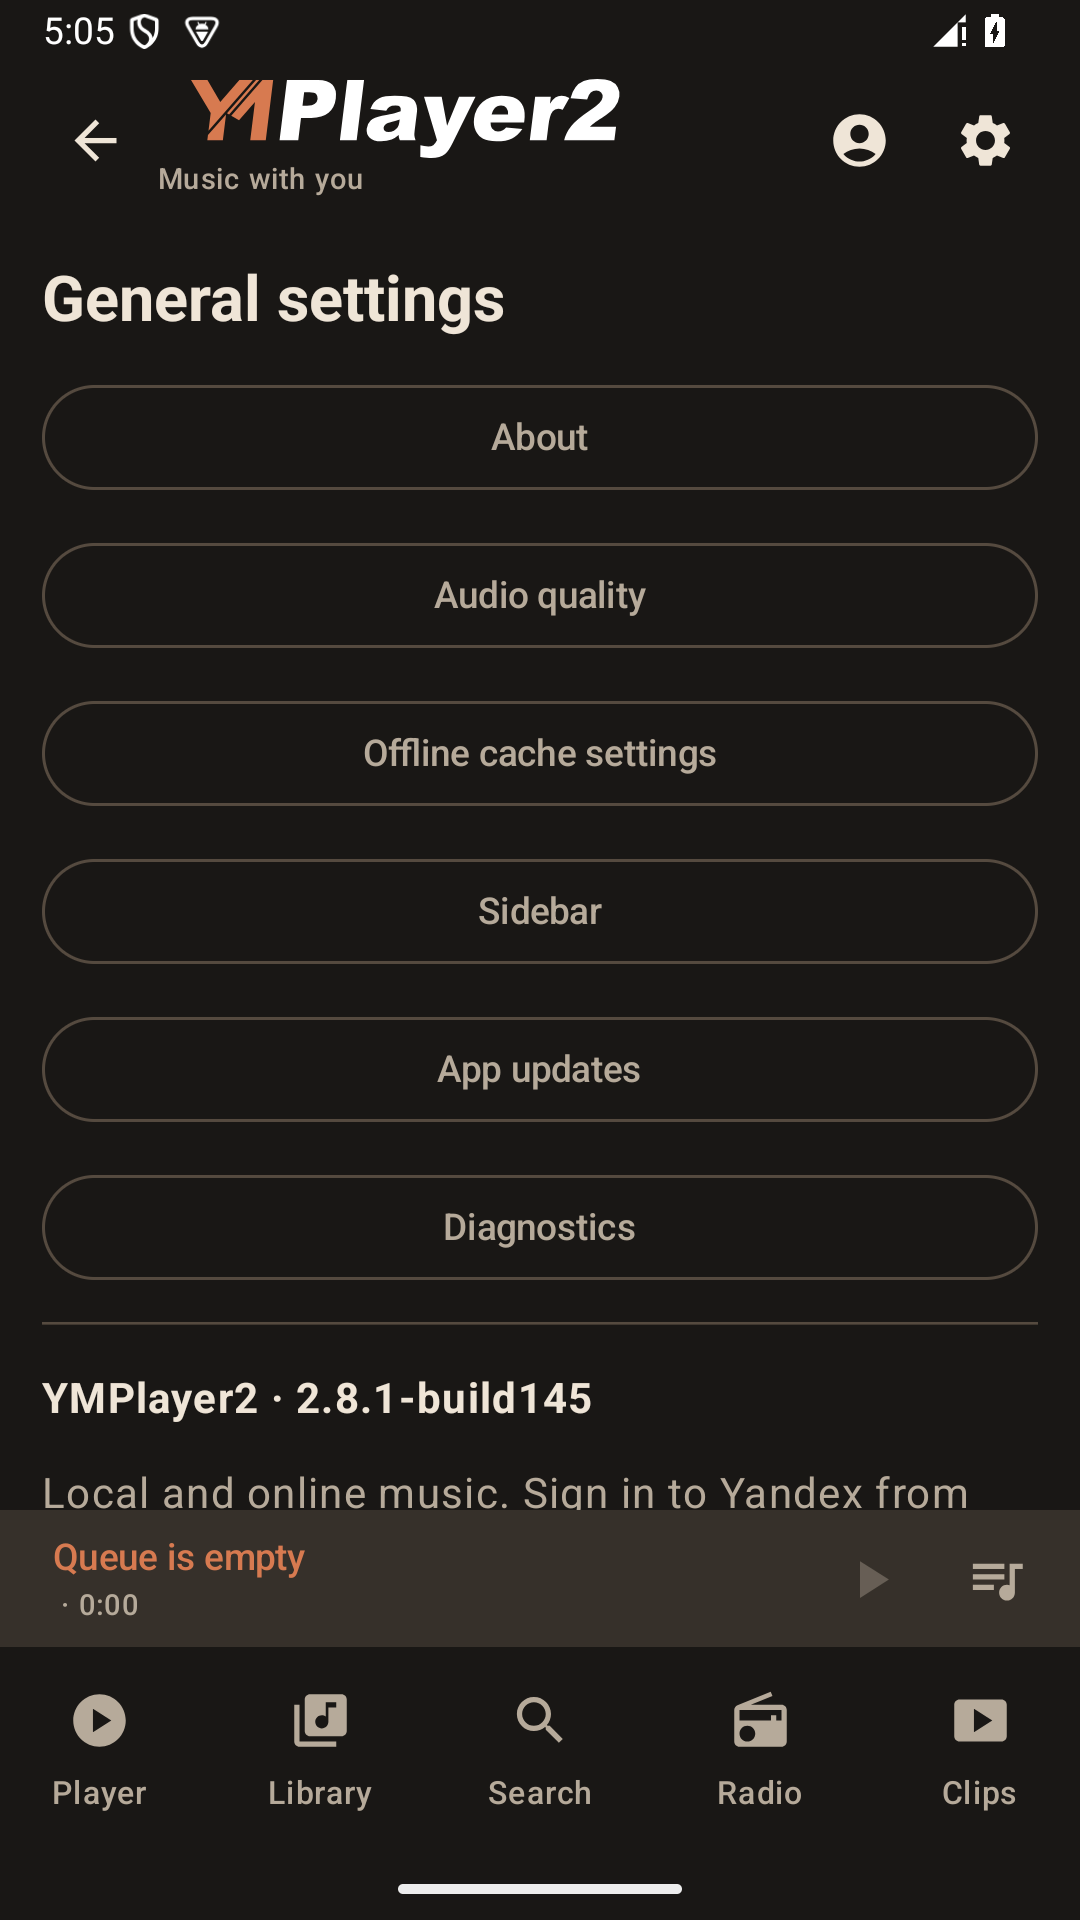 5:05
YMPlayer2
Music with you
General settings
About
Audio quality
Offline cache settings
Sidebar
App updates
Diagnostics
YMPlayer2 · 2.8.1-build145
Local and online music. Sign in to Yandex from
Queue is empty
· 0:00
Player
Library
Search
Radio
Clips